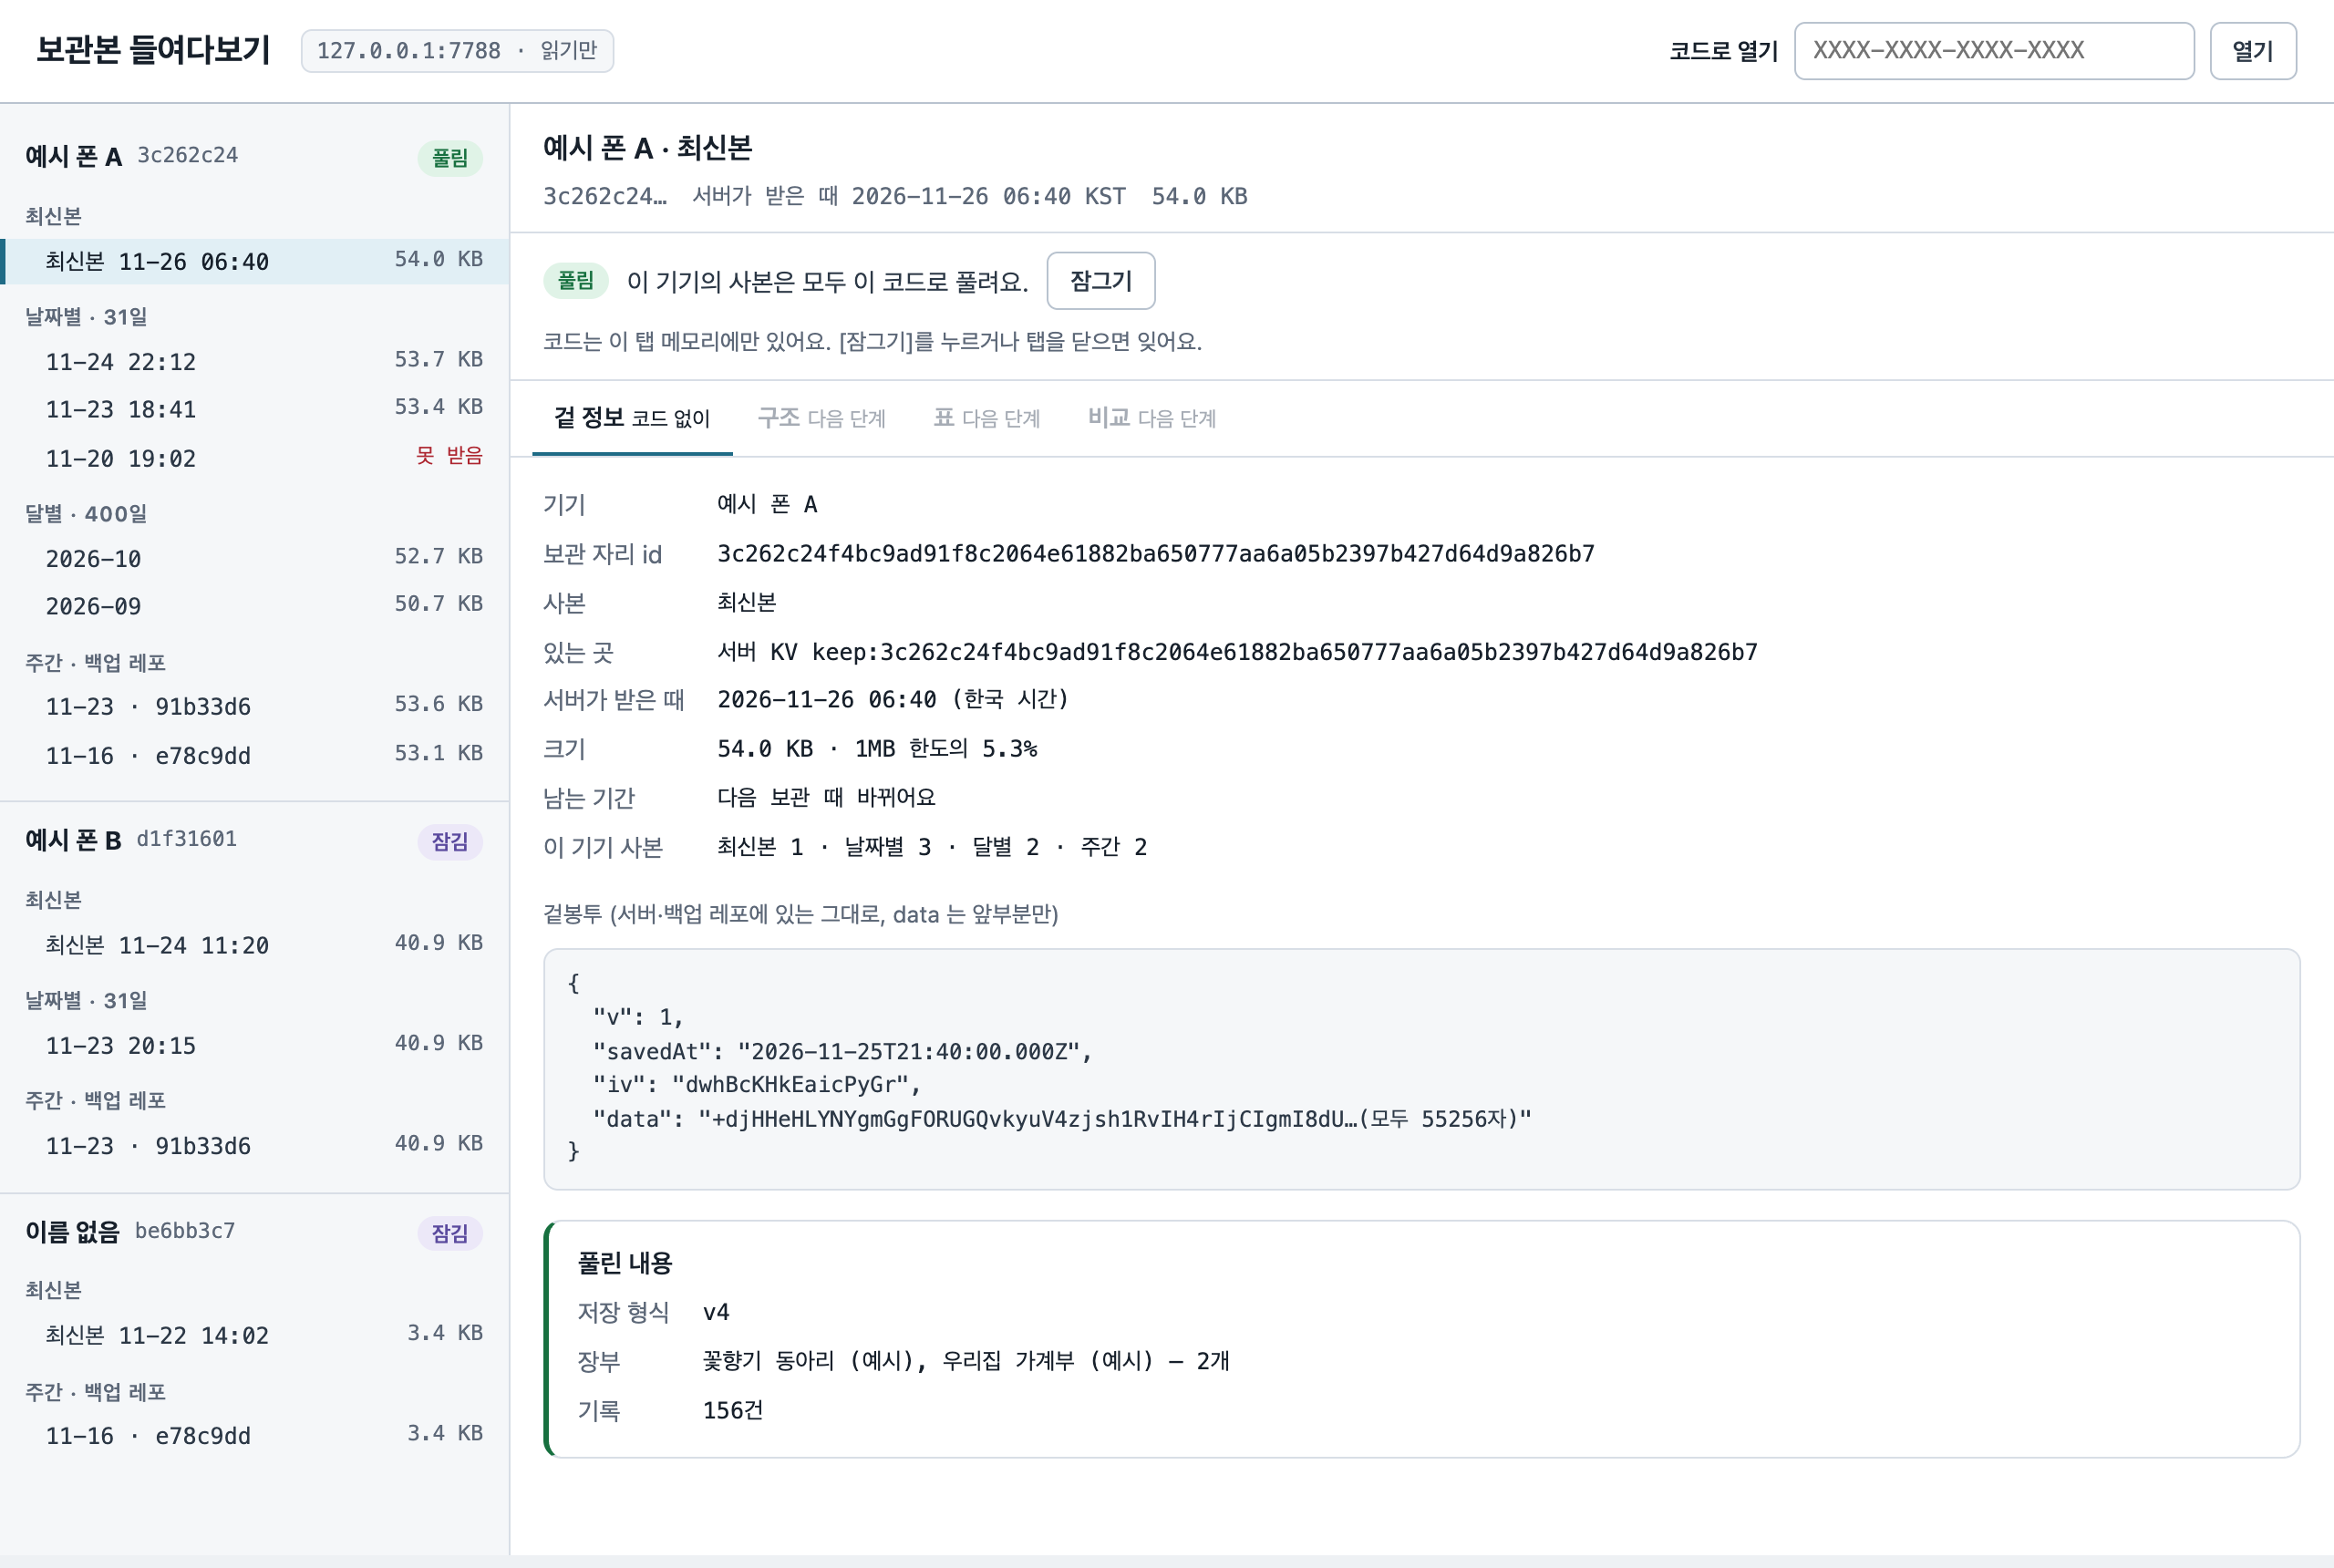 보관본 들여다보기 127.0.0.1:7788 · 읽기만 코드로 열기 XXXX-XXXX-XXXX-XXXX 열기
예시 폰 A 3c262c24 풀림
최신본
최신본 11-26 06:40 54.0 KB
날짜별 · 31일
11-24 22:12 53.7 KB
11-23 18:41 53.4 KB
11-20 19:02 못 받음
달별 · 400일
2026-10 52.7 KB
2026-09 50.7 KB
주간 · 백업 레포
11-23 · 91b33d6 53.6 KB
11-16 · e78c9dd 53.1 KB
예시 폰 B d1f31601 잠김
최신본
최신본 11-24 11:20 40.9 KB
날짜별 · 31일
11-23 20:15 40.9 KB
주간 · 백업 레포
11-23 · 91b33d6 40.9 KB
이름 없음 be6bb3c7 잠김
최신본
최신본 11-22 14:02 3.4 KB
주간 · 백업 레포
11-16 · e78c9dd 3.4 KB
예시 폰 A · 최신본
3c262c24… 서버가 받은 때 2026-11-26 06:40 KST 54.0 KB
풀림 이 기기의 사본은 모두 이 코드로 풀려요. 잠그기
코드는 이 탭 메모리에만 있어요. [잠그기]를 누르거나 탭을 닫으면 잊어요.
겉 정보 코드 없이 구조 다음 단계 표 다음 단계 비교 다음 단계
기기 예시 폰 A
보관 자리 id 3c262c24f4bc9ad91f8c2064e61882ba650777aa6a05b2397b427d64d9a826b7
사본 최신본
있는 곳 서버 KV keep:3c262c24f4bc9ad91f8c2064e61882ba650777aa6a05b2397b427d64d9a826b7
서버가 받은 때 2026-11-26 06:40 (한국 시간)
크기 54.0 KB · 1MB 한도의 5.3%
남는 기간 다음 보관 때 바뀌어요
이 기기 사본 최신본 1 · 날짜별 3 · 달별 2 · 주간 2
겉봉투 (서버·백업 레포에 있는 그대로, data 는 앞부분만)
{
"v": 1,
"savedAt": "2026-11-25T21:40:00.000Z",
"iv": "dwhBcKHkEaicPyGr",
"data": "+djHHeHLYNYgmGgFORUGQvkyuV4zjsh1RvIH4rIjCIgmI8dU…(모두 55256자)"
}
풀린 내용
저장 형식 v4
장부 꽃향기 동아리 (예시), 우리집 가계부 (예시) — 2개
기록 156건